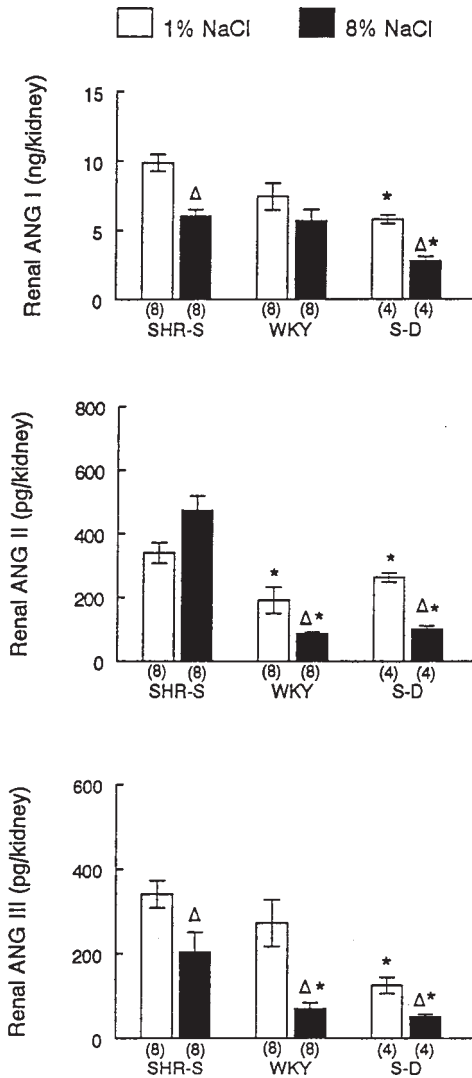 1% NaCl 8% NaCl
Renal ANG I (ng/kidney)
15
10
5
0
Δ
*
Δ *
(8) (8) (8) (8) (4) (4)
SHR-S WKY S-D
Renal ANG II (pg/kidney)
800
600
400
200
0
*
Δ *
*
Δ *
(8) (8) (8) (8) (4) (4)
SHR-S WKY S-D
Renal ANG III (pg/kidney)
600
400
200
0
Δ
Δ *
*
Δ *
(8) (8) (8) (8) (4) (4)
SHR-S WKY S-D